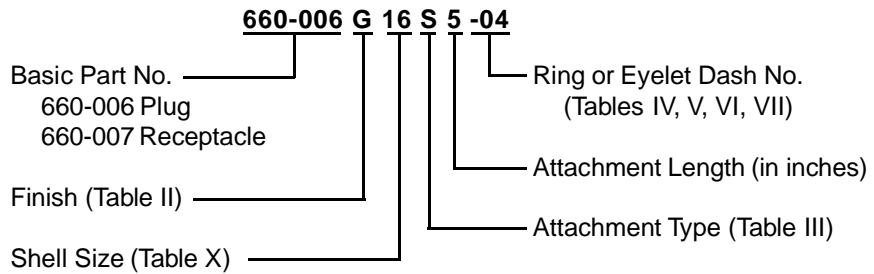 660-006 G 16 S 5 -04
Basic Part No.
660-006 Plug
660-007 Receptacle
Finish (Table II)
Shell Size (Table X)
Ring or Eyelet Dash No.
(Tables IV, V, VI, VII)
Attachment Length (in inches)
Attachment Type (Table III)